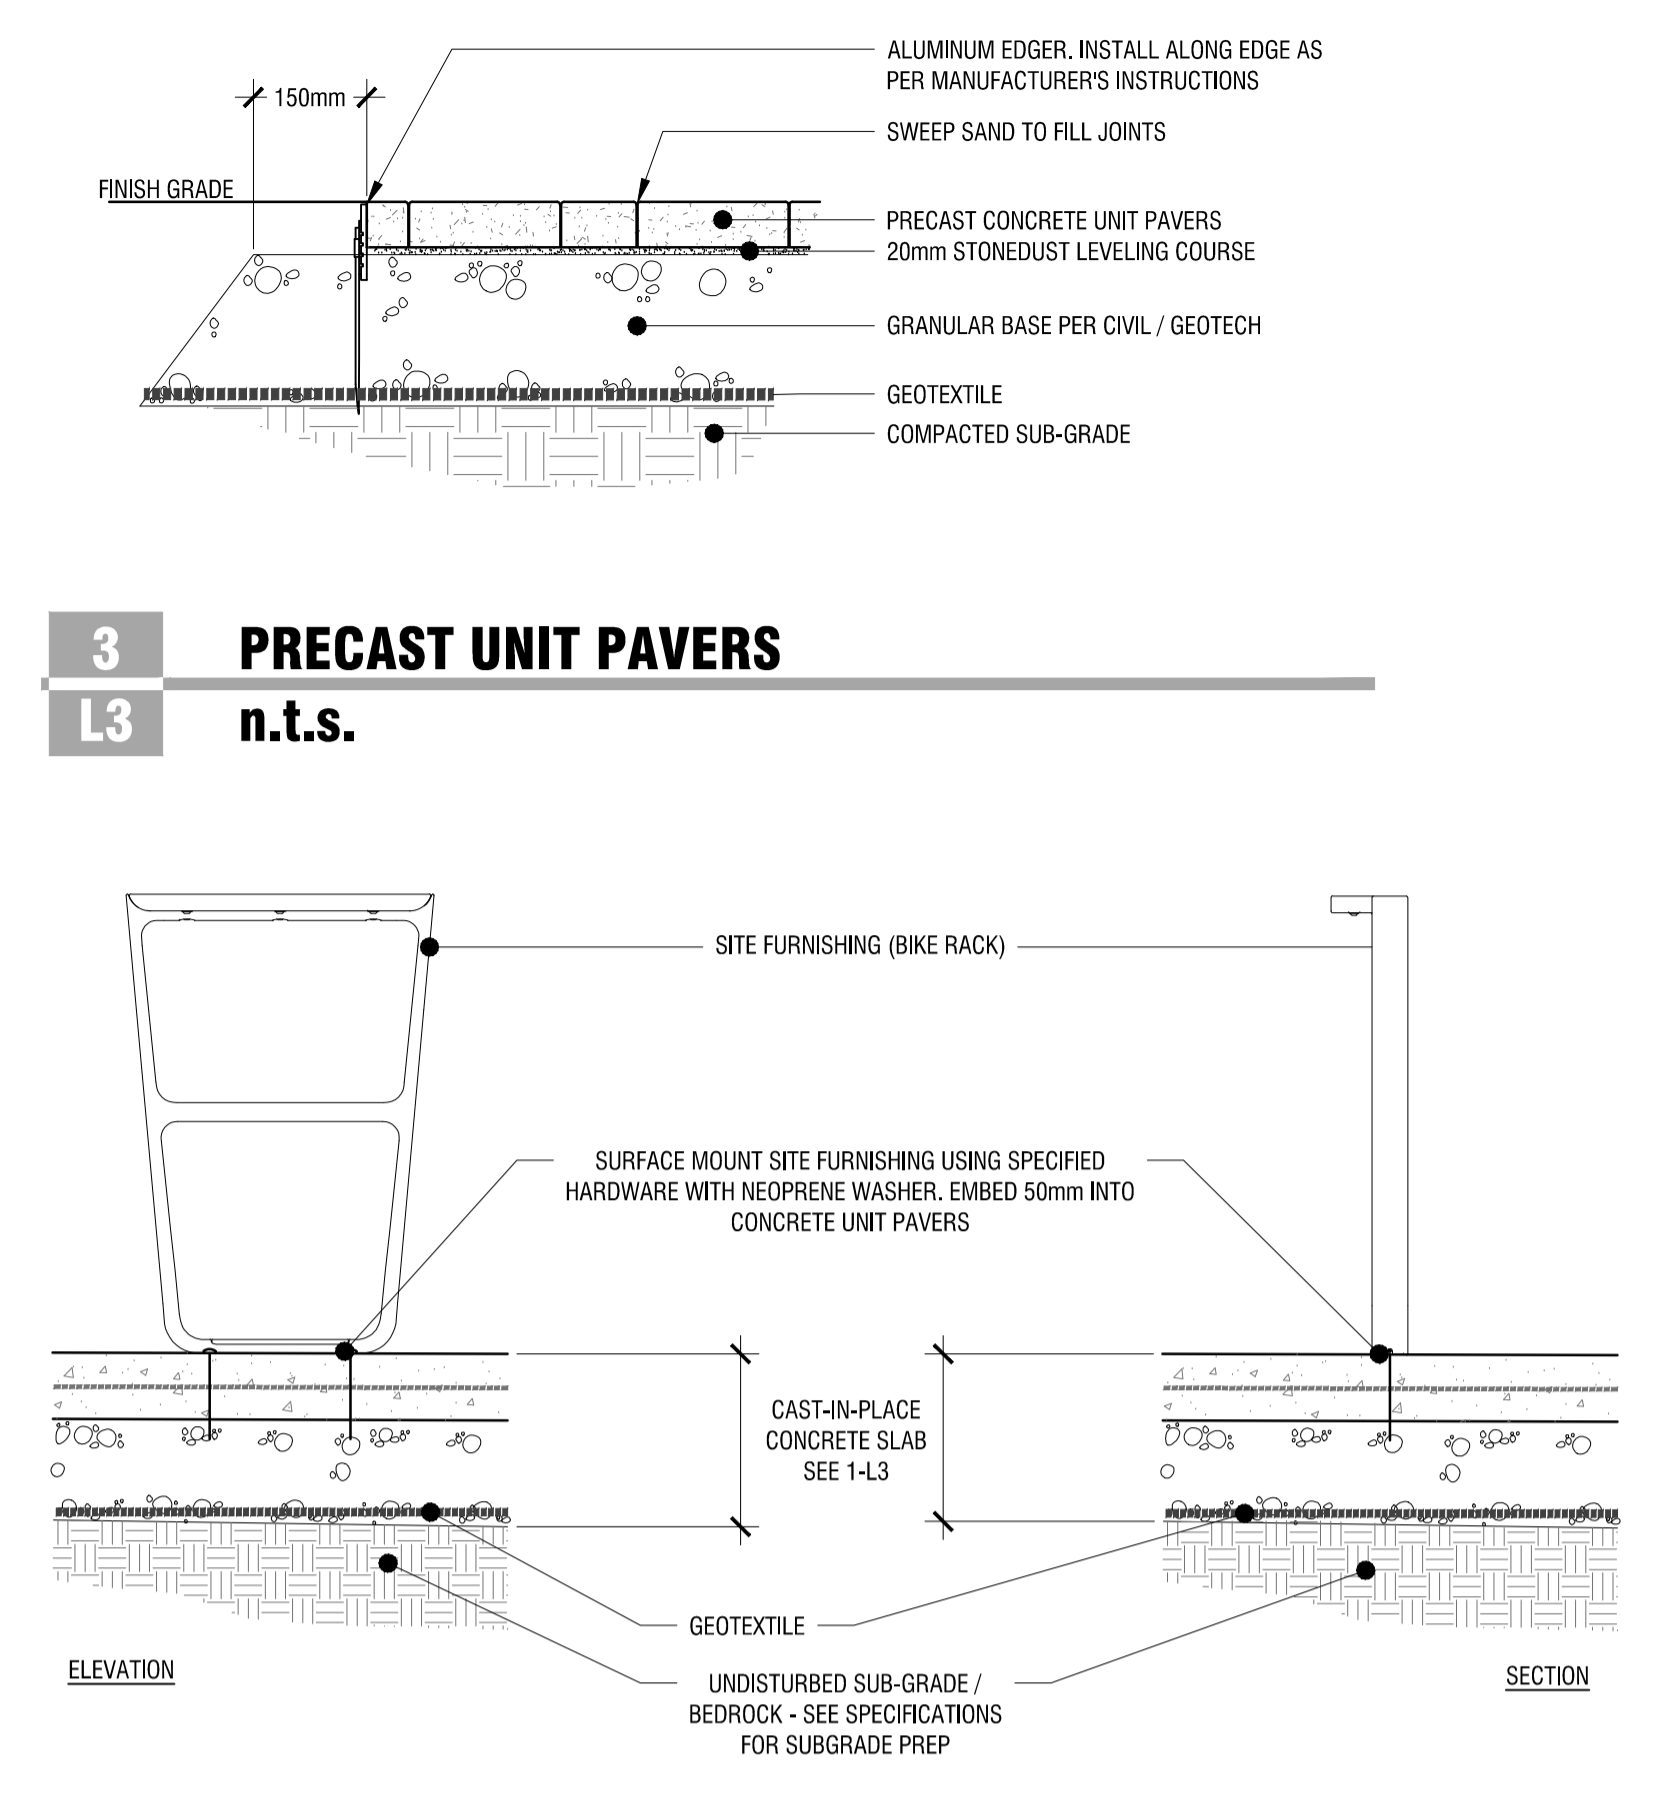 ALUMINUM EDGER. INSTALL ALONG EDGE AS
PER MANUFACTURER'S INSTRUCTIONS
150mm
SWEEP SAND TO FILL JOINTS
FINISH GRADE
PRECAST CONCRETE UNIT PAVERS
20mm STONEDUST LEVELING COURSE
GRANULAR BASE PER CIVIL / GEOTECH
GEOTEXTILE
COMPACTED SUB-GRADE
3
PRECAST UNIT PAVERS
L3
n.t.s.
SITE FURNISHING (BIKE RACK)
SURFACE MOUNT SITE FURNISHING USING SPECIFIED
HARDWARE WITH NEOPRENE WASHER. EMBED 50mm INTO
CONCRETE UNIT PAVERS
CAST-IN-PLACE
CONCRETE SLAB
SEE 1-L3
GEOTEXTILE
ELEVATION
SECTION
UNDISTURBED SUB-GRADE /
BEDROCK - SEE SPECIFICATIONS
FOR SUBGRADE PREP